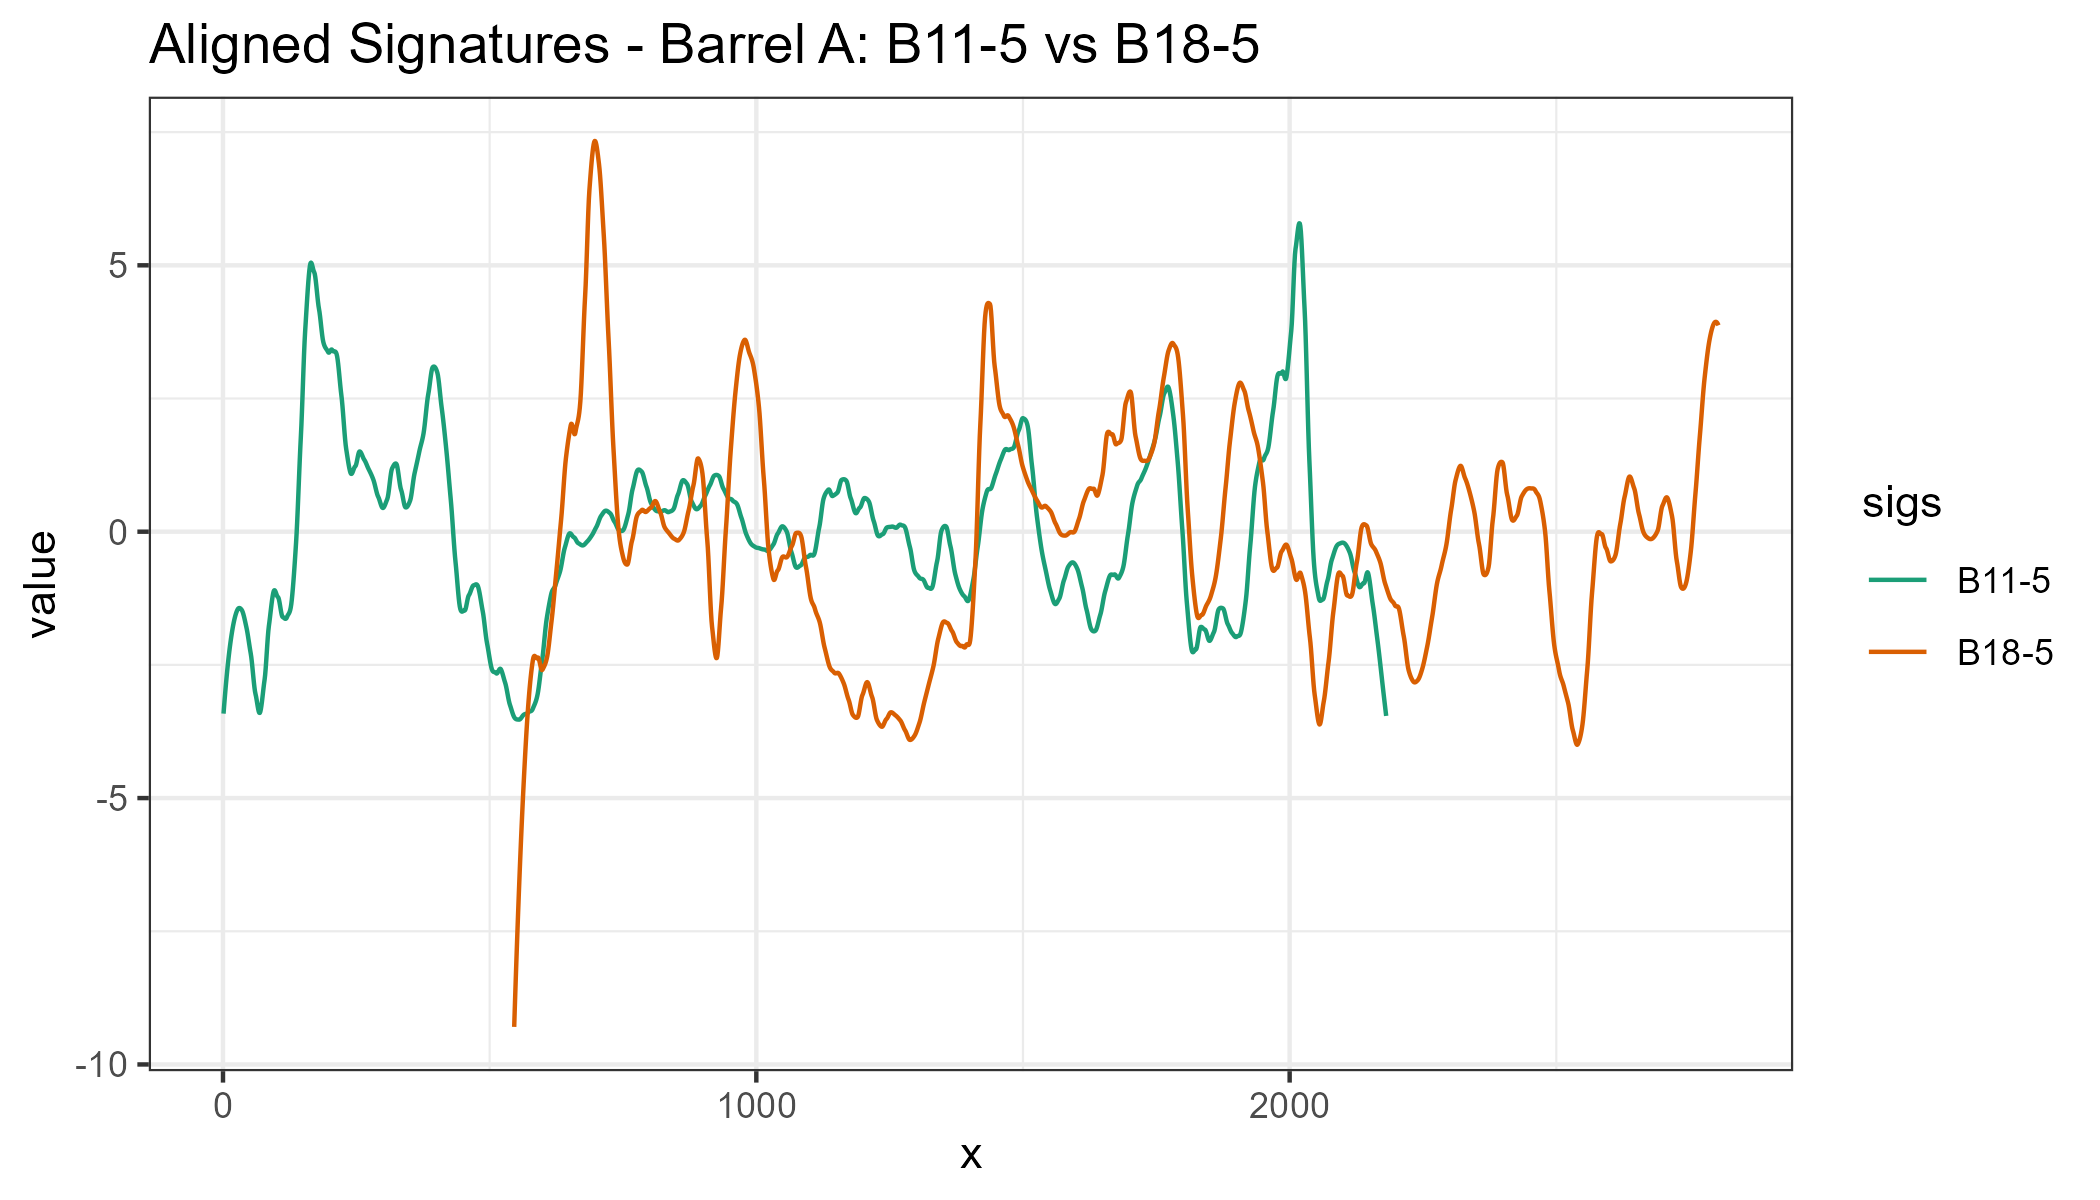 Aligned Signatures - Barrel A: B11-5 vs B18-5
value
5
0
-5
-10
0 1000 2000
x
sigs
B11-5
B18-5